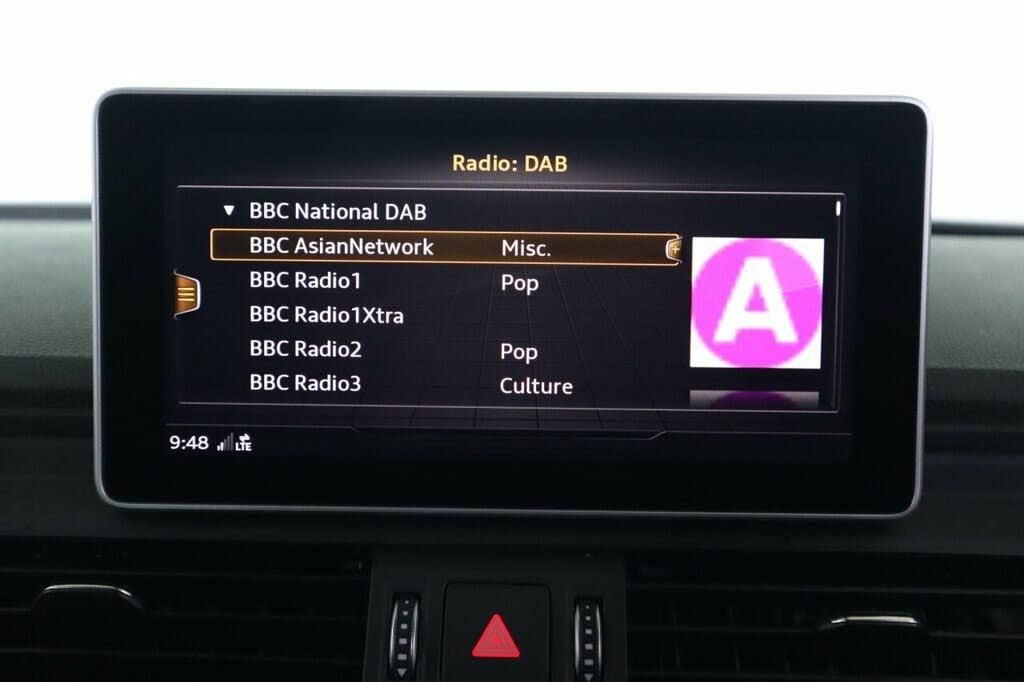 Radio: DAB
BBC National DAB
BBC AsianNetwork Misc.
BBC Radio1 Pop
BBC Radio1Xtra
BBC Radio2 Pop
BBC Radio3 Culture
A
9:48 LTE